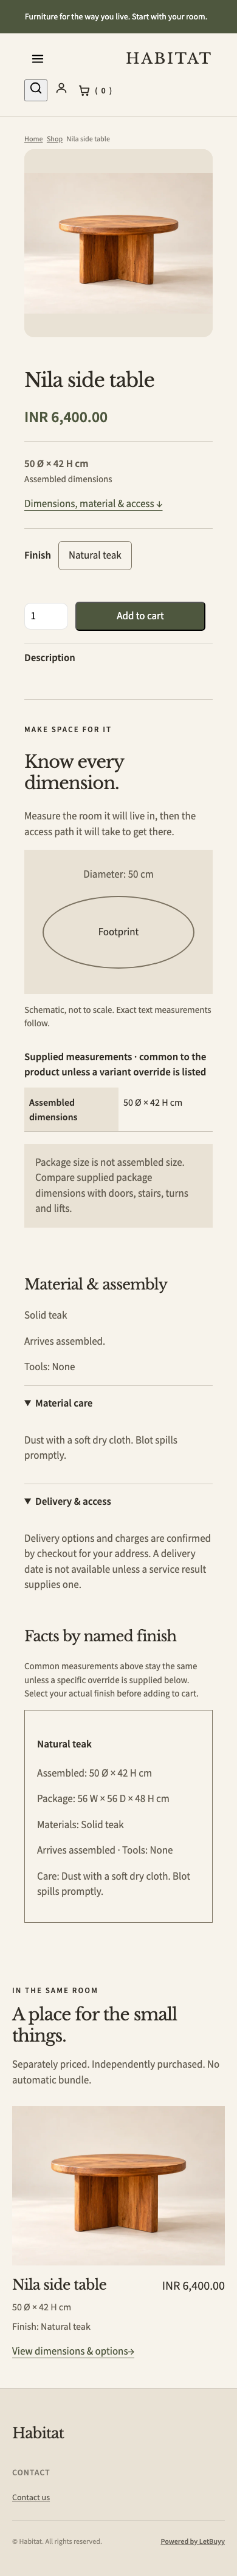 Furniture for the way you live. Start with your room.
HABITAT
( 0 )
Home Shop Nila side table
Nila side table
INR 6,400.00
50 Ø × 42 H cm
Assembled dimensions
Dimensions, material & access ↓
Finish Natural teak
1 Add to cart
Description
MAKE SPACE FOR IT
Know every
dimension.
Measure the room it will live in, then the
access path it will take to get there.
Diameter: 50 cm
Footprint
Schematic, not to scale. Exact text measurements
follow.
Supplied measurements · common to the
product unless a variant override is listed
Assembled 50 Ø × 42 H cm
dimensions
Package size is not assembled size.
Compare supplied package
dimensions with doors, stairs, turns
and lifts.
Material & assembly
Solid teak
Arrives assembled.
Tools: None
▼ Material care
Dust with a soft dry cloth. Blot spills
promptly.
▼ Delivery & access
Delivery options and charges are confirmed
by checkout for your address. A delivery
date is not available unless a service result
supplies one.
Facts by named finish
Common measurements above stay the same
unless a specific override is supplied below.
Select your actual finish before adding to cart.
Natural teak
Assembled: 50 Ø × 42 H cm
Package: 56 W × 56 D × 48 H cm
Materials: Solid teak
Arrives assembled · Tools: None
Care: Dust with a soft dry cloth. Blot
spills promptly.
IN THE SAME ROOM
A place for the small
things.
Separately priced. Independently purchased. No
automatic bundle.
Nila side table INR 6,400.00
50 Ø × 42 H cm
Finish: Natural teak
View dimensions & options→
Habitat
CONTACT
Contact us
© Habitat. All rights reserved. Powered by LetBuyy